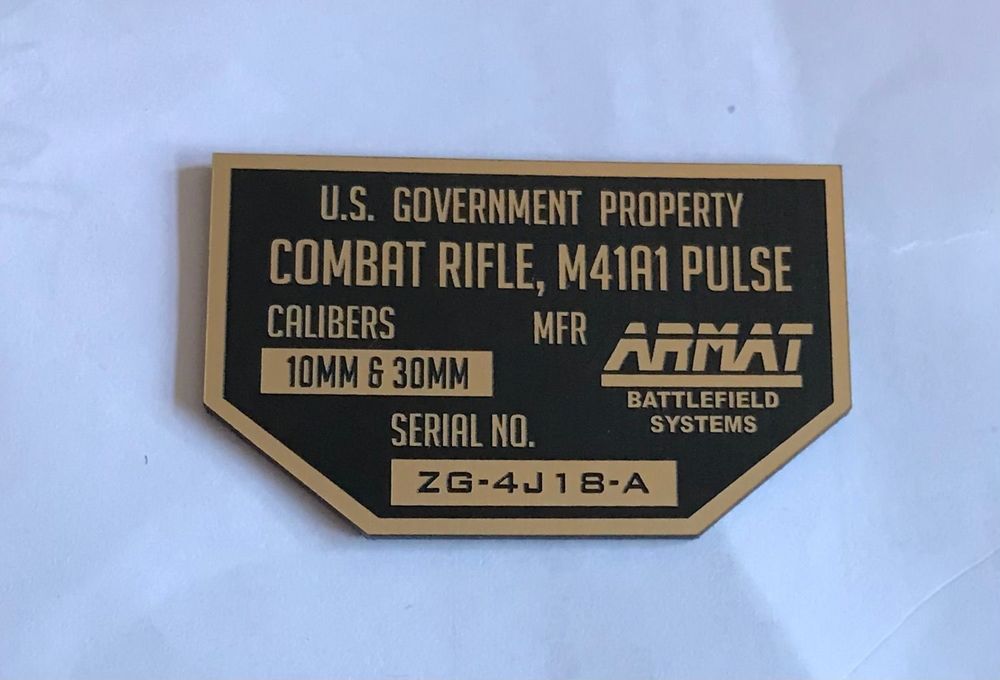 U.S. GOVERNMENT PROPERTY
COMBAT RIFLE, M41A1 PULSE
CALIBERS
10MM & 30MM
MFR
ARMAT
BATTLEFIELD
SYSTEMS
SERIAL NO.
ZG-4J18-A